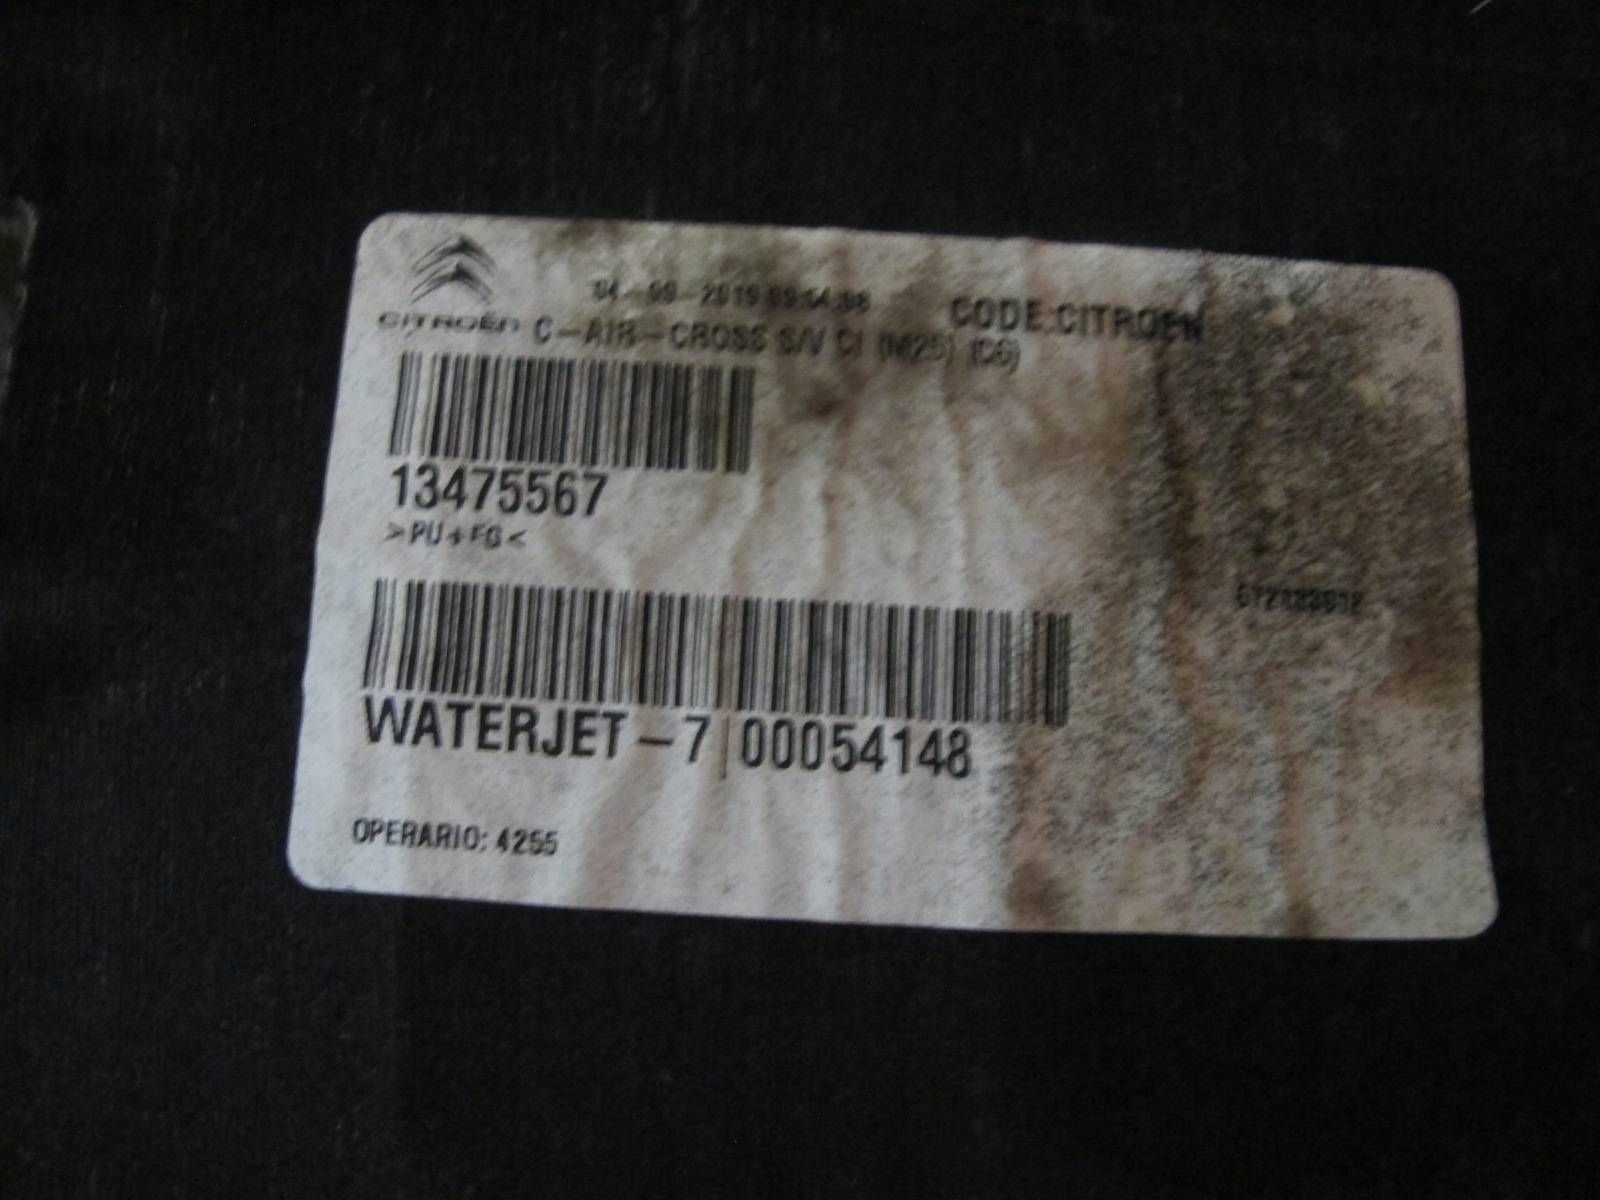 CODE:CITROEN
CITROËN C-AIR-CROSS S/V CI (M25) (C6)
13475567
>PU+FG<
WATERJET-7 00054148
OPERARIO: 4255